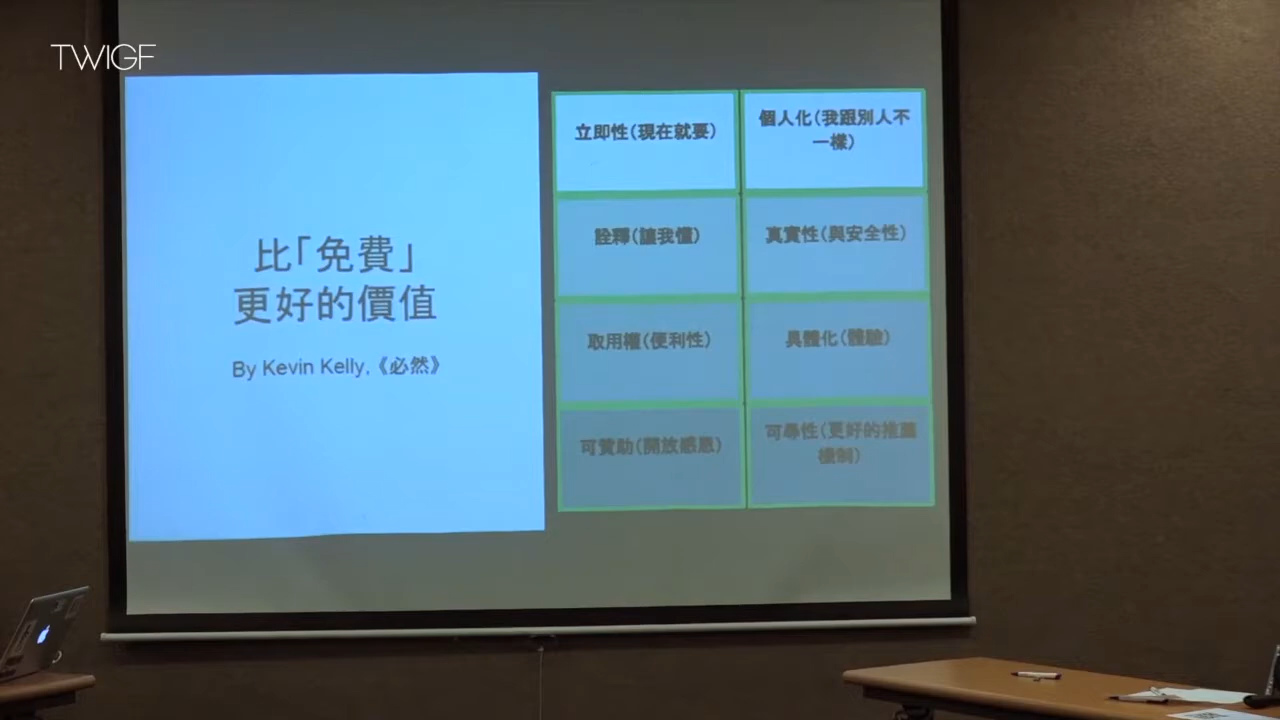 TWIGF
比「免費」
更好的價值
By Kevin Kelly,《必然》
立即性(現在就要)
個人化(我跟別人不
一樣)
詮釋(讓我懂)
真實性(與安全性)
取用權(便利性)
具體化(體驗)
可贊助(開放感恩)
可尋性(更好的推薦
機制)